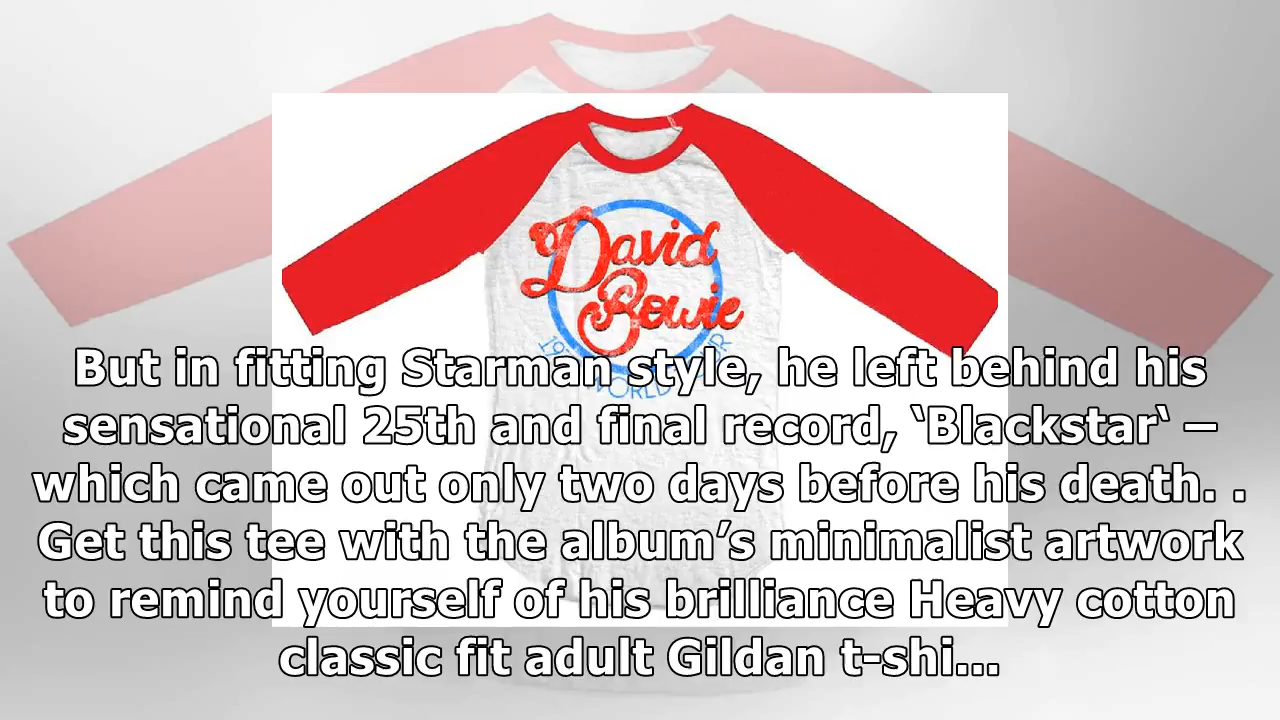 David
Bowie
But in fitting Starman style, he left behind his
sensational 25th and final record, ‘Blackstar‘ –
which came out only two days before his death. .
Get this tee with the album’s minimalist artwork
to remind yourself of his brilliance Heavy cotton
classic fit adult Gildan t-shi...